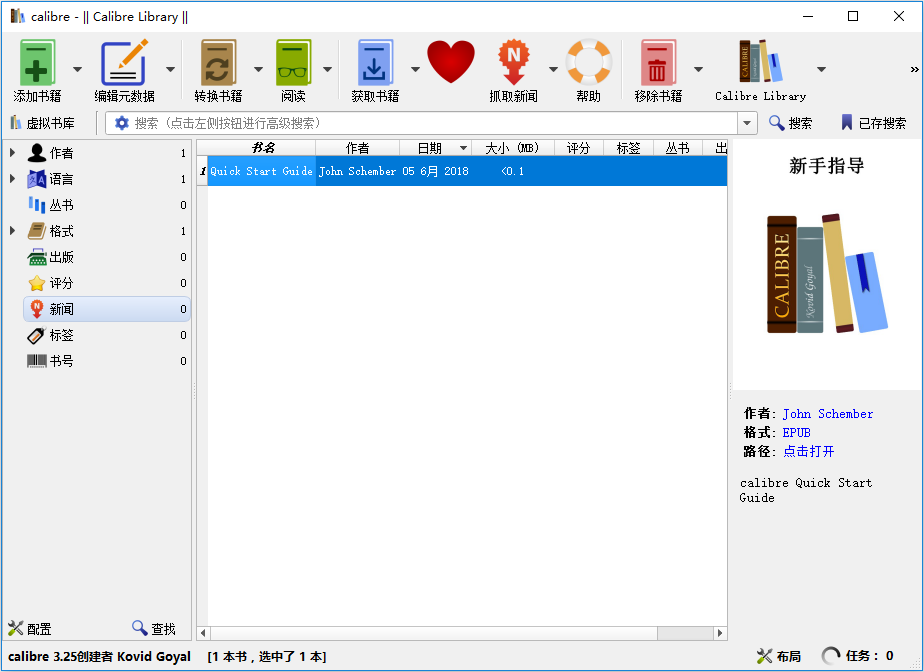 calibre - || Calibre Library ||
添加书籍 编辑元数据 转换书籍 阅读 获取书籍 抓取新闻 帮助 移除书籍 Calibre Library »
虚拟书库 搜索（点击左侧按钮进行高级搜索） 搜索 已存搜索
作者 1
语言 1
丛书 0
格式 1
出版 0
评分 0
新闻 0
标签 0
书号 0
书名 作者 日期 大小 (MB) 评分 标签 丛书 出
1 Quick Start Guide John Schember 05 6月 2018 <0.1
新手指导
CALIBRE
Kovid Goyal
作者: John Schember
格式: EPUB
路径: 点击打开
calibre Quick Start
Guide
配置 查找
calibre 3.25创建者 Kovid Goyal [1 本书，选中了 1 本] 布局 任务： 0